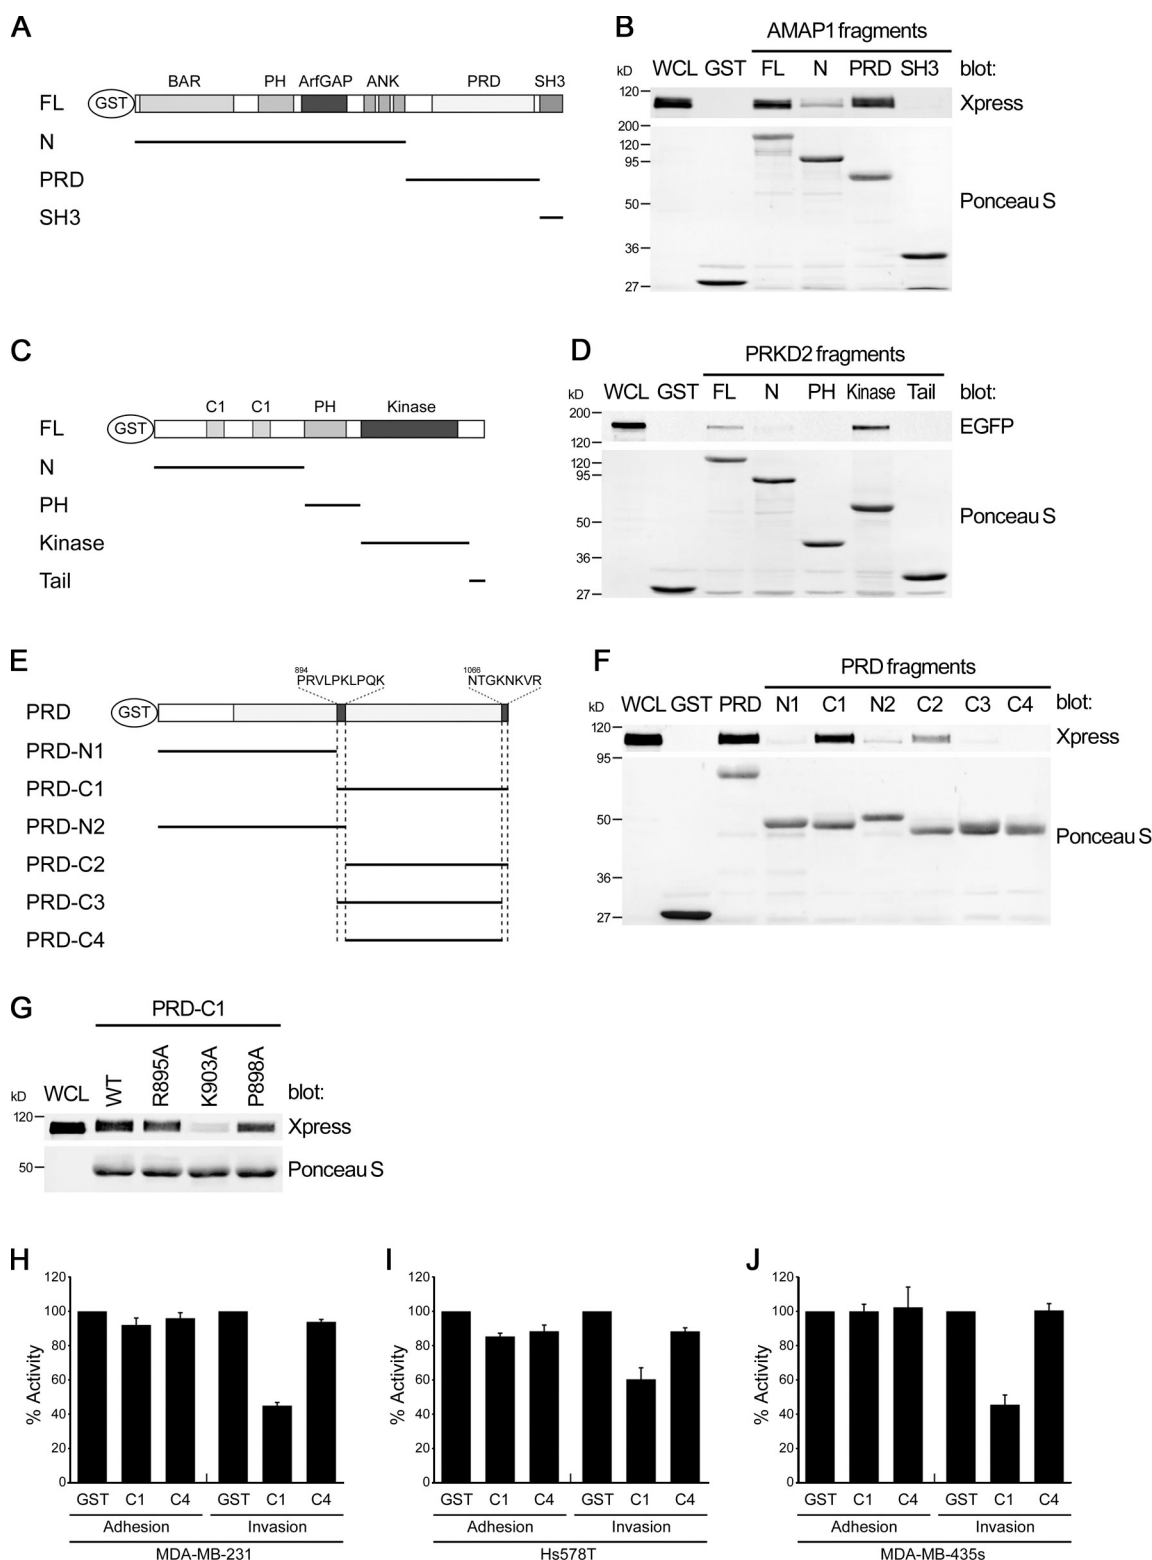 A
BAR PH ArfGAP ANK PRD SH3
FL GST
N
PRD
SH3
B
AMAP1 fragments
kD WCL GST FL N PRD SH3 blot:
120 Xpress
200
120
95
50 Ponceau S
36
27
C
C1 C1 PH Kinase
FL GST
N
PH
Kinase
Tail
D
PRKD2 fragments
kD WCL GST FL N PH Kinase Tail blot:
200 EGFP
120
120
95
50 Ponceau S
36
27
E
894 PRVLPKLPQK 1066 NTGKNKVR
PRD GST
PRD-N1
PRD-C1
PRD-N2
PRD-C2
PRD-C3
PRD-C4
F
PRD fragments
kD WCL GST PRD N1 C1 N2 C2 C3 C4 blot:
120 Xpress
95
50 Ponceau S
36
27
G
PRD-C1
kD WCL WT R895A K903A P898A blot:
120 Xpress
50 Ponceau S
H
% Activity
120
100
80
60
40
20
0
GST C1 C4 GST C1 C4
Adhesion Invasion
MDA-MB-231
I
% Activity
120
100
80
60
40
20
0
GST C1 C4 GST C1 C4
Adhesion Invasion
Hs578T
J
% Activity
120
100
80
60
40
20
0
GST C1 C4 GST C1 C4
Adhesion Invasion
MDA-MB-435s